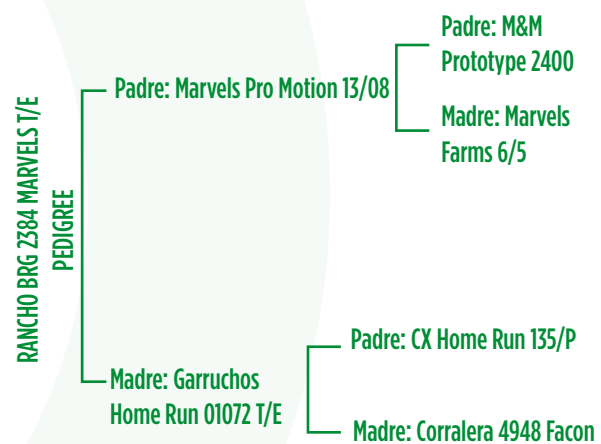 RANCHO BRG 2384 MARVELS T/E
PEDIGREE
Padre: Marvels Pro Motion 13/08
Padre: M&M
Prototype 2400
Madre: Marvels
Farms 6/5
Madre: Garruchos
Home Run 01072 T/E
Padre: CX Home Run 135/P
Madre: Corralera 4948 Facon